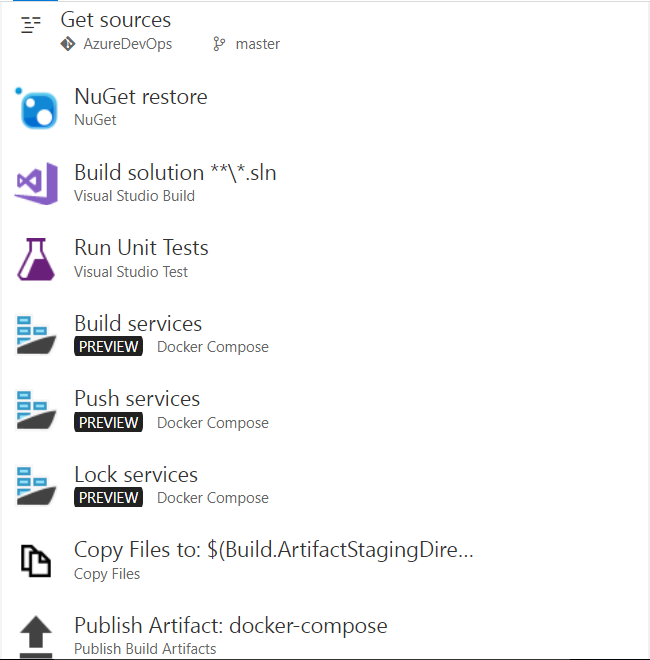 Get sources
AzureDevOps master
NuGet restore
NuGet
Build solution **\*.sln
Visual Studio Build
Run Unit Tests
Visual Studio Test
Build services
PREVIEW Docker Compose
Push services
PREVIEW Docker Compose
Lock services
PREVIEW Docker Compose
Copy Files to: $(Build.ArtifactStagingDire...
Copy Files
Publish Artifact: docker-compose
Publish Build Artifacts